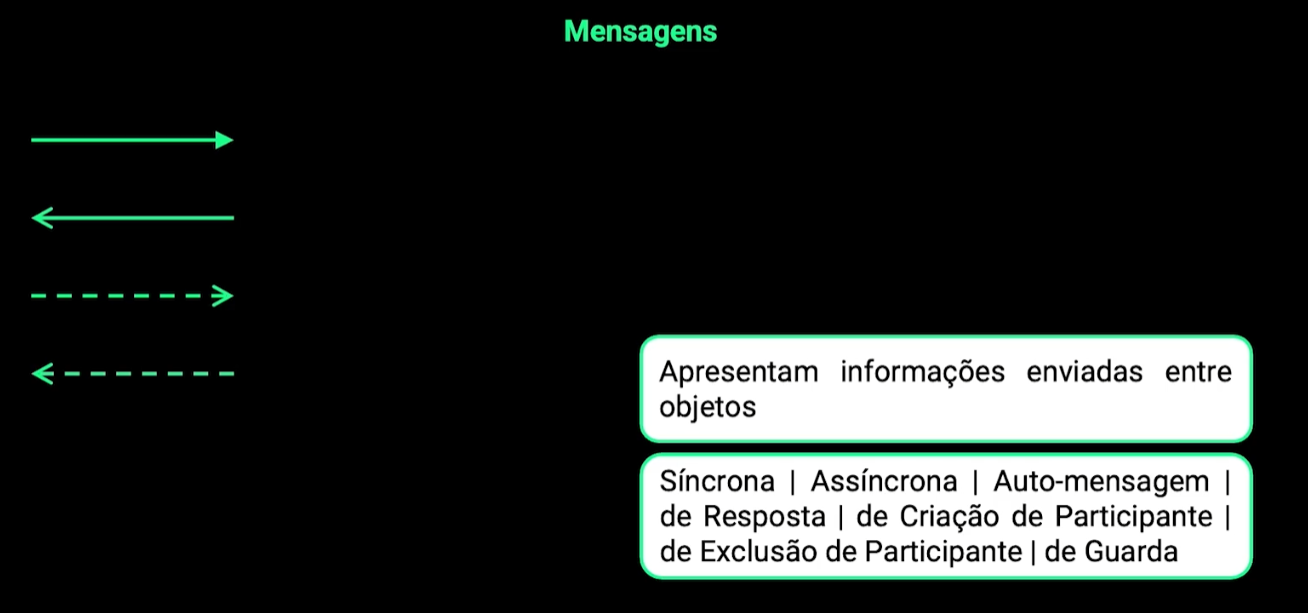 Mensagens
Apresentam informações enviadas entre
objetos
Síncrona | Assíncrona | Auto-mensagem |
de Resposta | de Criação de Participante |
de Exclusão de Participante | de Guarda